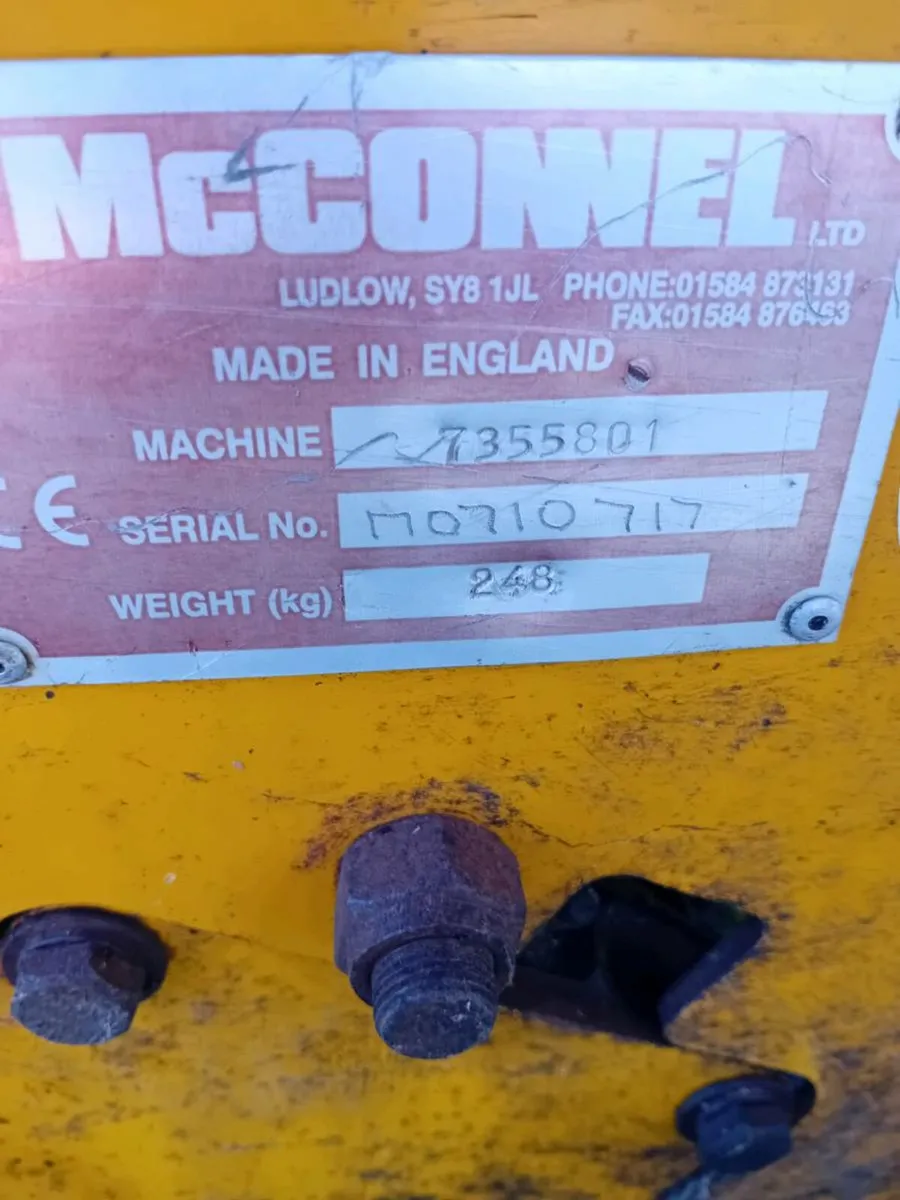 McCONNEL LTD
LUDLOW, SY8 1JL PHONE:01584 873131
FAX:01584 876463
MADE IN ENGLAND
MACHINE 7355801
CE SERIAL No. M0710717
WEIGHT (kg) 248